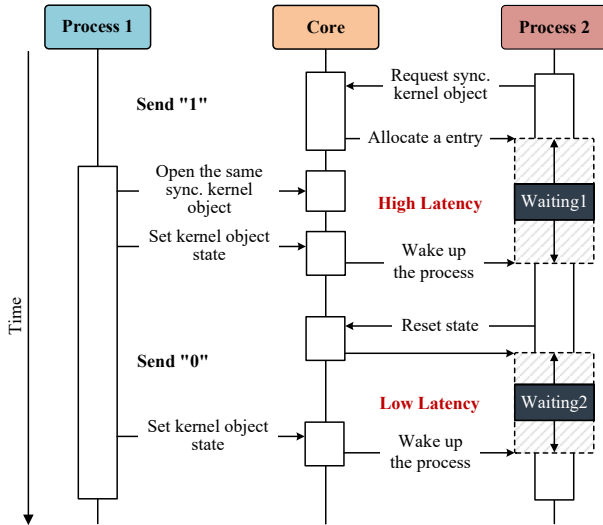 Process 1
Core
Process 2
Request sync.
kernel object
Send "1"
Allocate a entry
Open the same
sync. kernel
object
High Latency
Waiting1
Set kernel object
state
Wake up
the process
Time
Reset state
Send "0"
Low Latency
Waiting2
Set kernel object
state
Wake up
the process